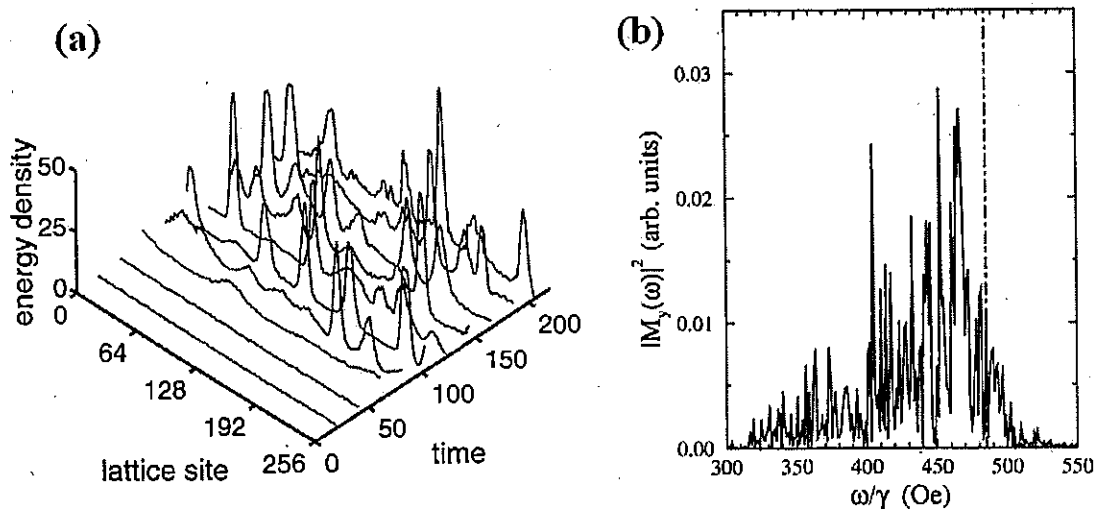 (a)
energy density
50
25
0
0
64
128
192
256
lattice site
0
50
100
150
200
time
(b)
|M_y(ω)|² (arb. units)
0.03
0.02
0.01
0.00
300 350 400 450 500 550
ω/γ (Oe)